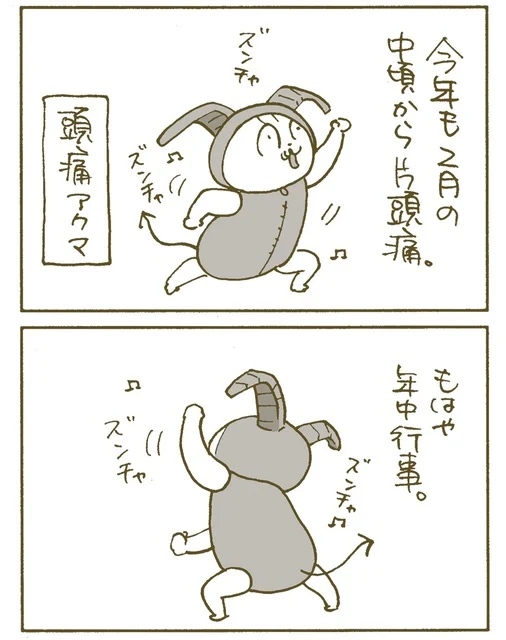 今年も2月の
中頃から片頭痛。
ズンチャ
ズンチャ
頭痛アクマ
もはや
年中行事。
ズンチャ
ズンチャ